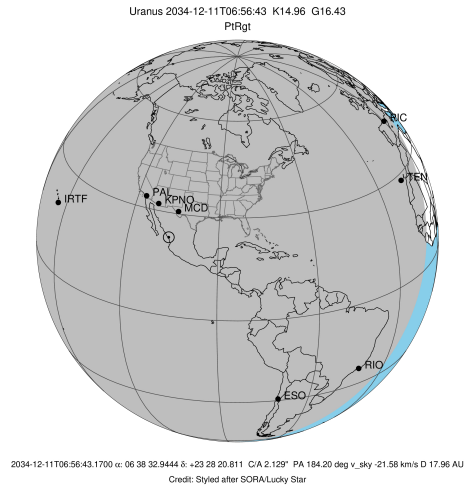 Uranus 2034-12-11T06:56:43 K14.96 G16.43
PtRgt
PIC
TEN
IRTF
PAL
KPNO
MCD
RIO
ESO
2034-12-11T06:56:43.1700 α: 06 38 32.9444 δ: +23 28 20.811 C/A 2.129" PA 184.20 deg v_sky -21.58 km/s D 17.96 AU
Credit: Styled after SORA/Lucky Star